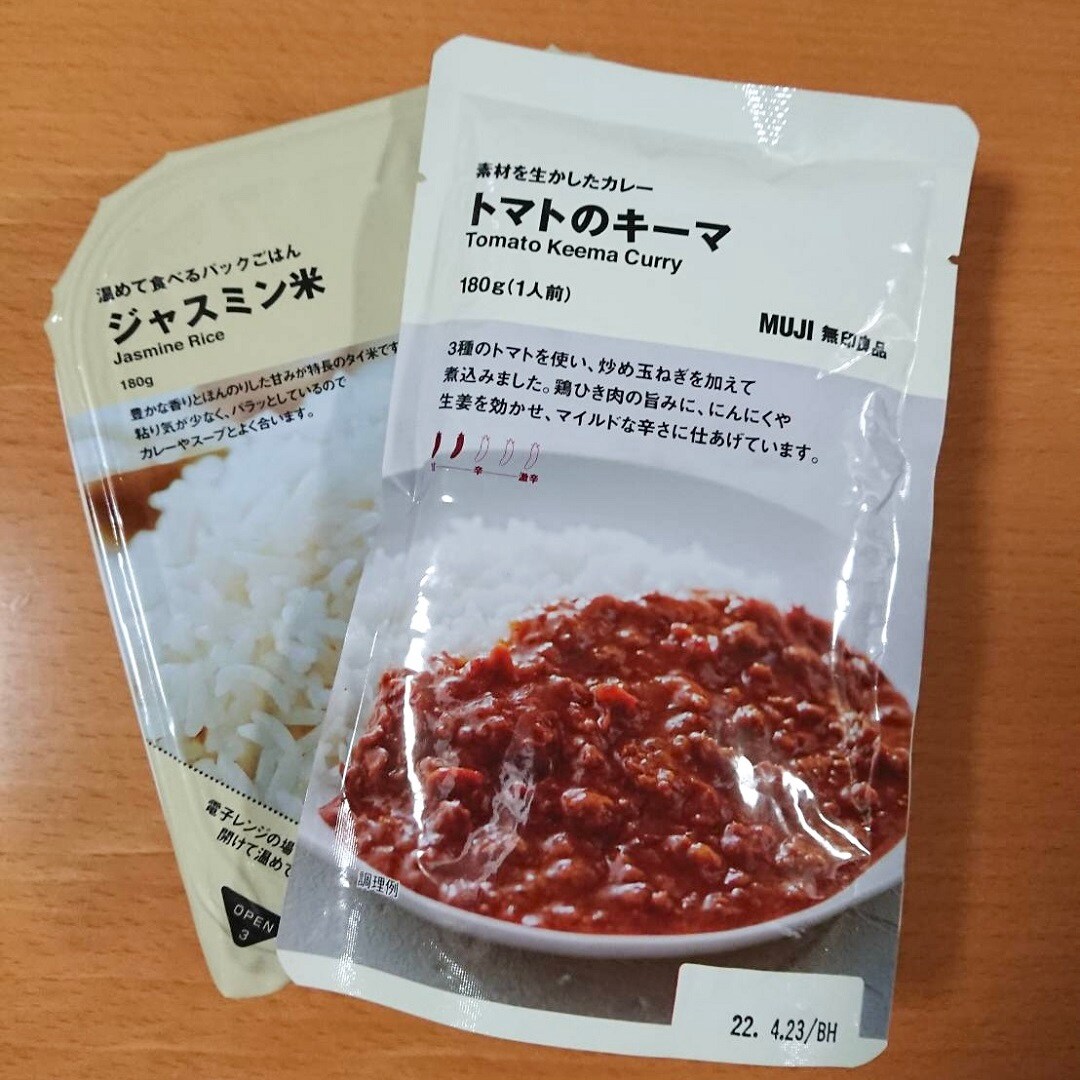 温めて食べるパックごはん
ジャスミン米
Jasmine Rice
180g
豊かな香りとほんのりした甘みが特長のタイ米です
粘り気が少なく、パラッとしているので
カレーやスープとよく合います。
電子レンジの場
開けて温めて
OPEN
3
素材を生かしたカレー
トマトのキーマ
Tomato Keema Curry
180g(1人前)
MUJI 無印良品
3種のトマトを使い、炒め玉ねぎを加えて
煮込みました。鶏ひき肉の旨みに、にんにくや
生姜を効かせ、マイルドな辛さに仕あげています。
辛 激辛
調理例
22. 4.23/BH